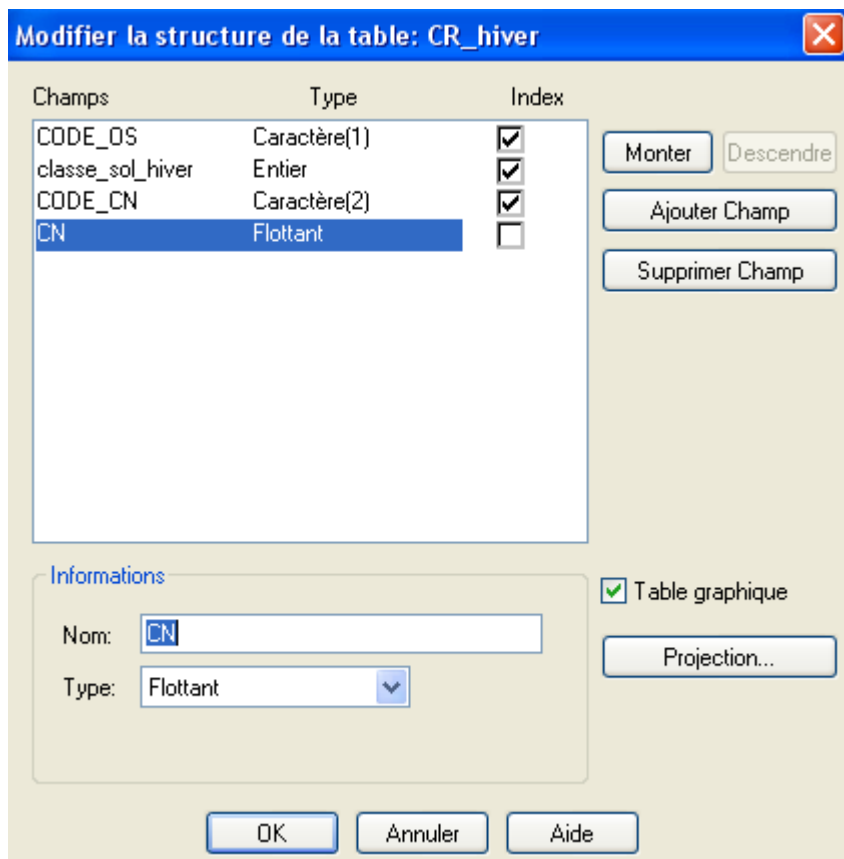 Modifier la structure de la table: CR_hiver
Champs Type Index
CODE_OS Caractère(1)
classe_sol_hiver Entier
CODE_CN Caractère(2)
CN Flottant
Monter Descendre
Ajouter Champ
Supprimer Champ
Informations
Nom: CN
Type: Flottant
Table graphique
Projection...
OK Annuler Aide